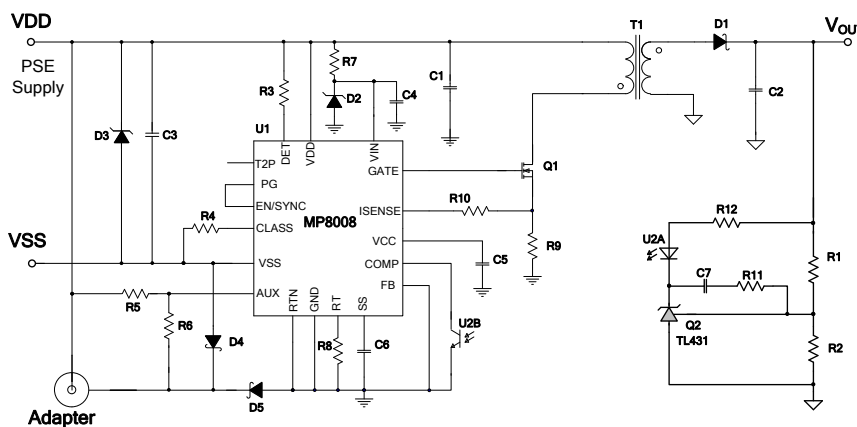 VDD
T1
D1
VOU
PSE
Supply
R7
R3
D2
C4
C1
C2
D3
C3
U1
DET
VDD
VIN
T2P
GATE
Q1
PG
EN/SYNC
MP8008
ISENSE
R10
R4
CLASS
R12
VSS
VSS
VCC
R9
U2A
R1
COMP
C5
C7
R11
AUX
FB
R5
RTN
GND
RT
SS
R6
D4
R8
C6
U2B
Q2
TL431
R2
D5
Adapter